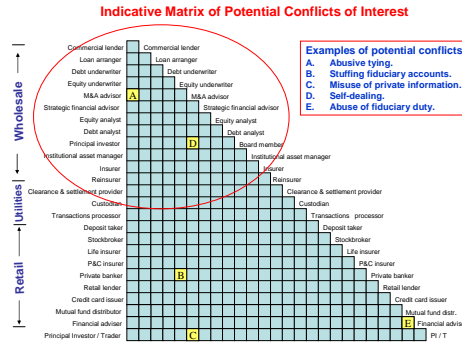 Indicative Matrix of Potential Conflicts of Interest
Examples of potential conflicts
A. Abusive tying.
B. Stuffing fiduciary accounts.
C. Misuse of private information.
D. Self-dealing.
E. Abuse of fiduciary duty.
Wholesale
Utilities
Retail
Commercial lender Commercial lender
Loan arranger Loan arranger
Debt underwriter Debt underwriter
Equity underwriter Equity underwriter
M&A advisor A M&A advisor
Strategic financial advisor Strategic financial advisor
Equity analyst Equity analyst
Debt analyst Debt analyst
Principal investor D Board member
Institutional asset manager Institutional asset manager
Insurer Insurer
Reinsurer Reinsurer
Clearance & settlement provider Clearance & settlement provider
Custodian Custodian
Transactions processor Transactions processor
Deposit taker Deposit taker
Stockbroker Stockbroker
Life insurer Life insurer
P&C insurer P&C insurer
Private banker B Private banker
Retail lender Retail lender
Credit card issuer Credit card issuer
Mutual fund distributor Mutual fund distr.
Financial adviser E Financial advise
Principal Investor / Trader C PI / T